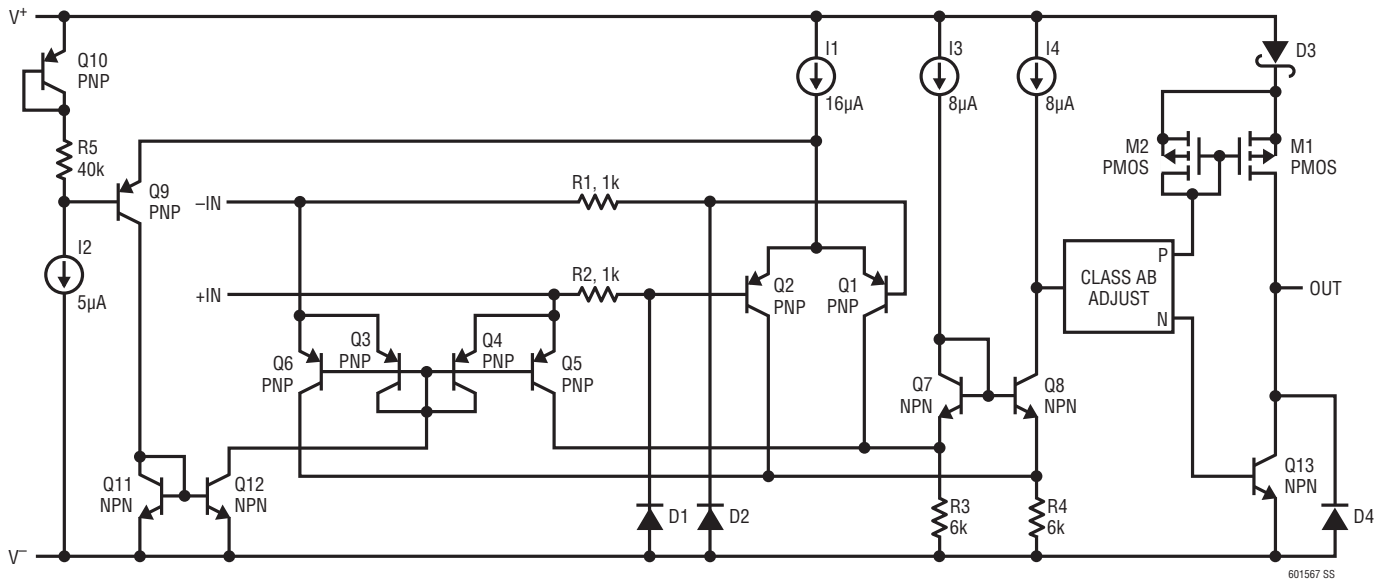 V+
Q10
PNP
R5
40k
Q9
PNP
I2
5µA
I1
16µA
I3
8µA
I4
8µA
D3
M2
PMOS
M1
PMOS
–IN
R1, 1k
+IN
R2, 1k
Q2
PNP
Q1
PNP
CLASS AB
ADJUST
P
N
OUT
Q6
PNP
Q3
PNP
Q4
PNP
Q5
PNP
Q7
NPN
Q8
NPN
Q11
NPN
Q12
NPN
D1
D2
R3
6k
R4
6k
Q13
NPN
D4
V–
601567 SS